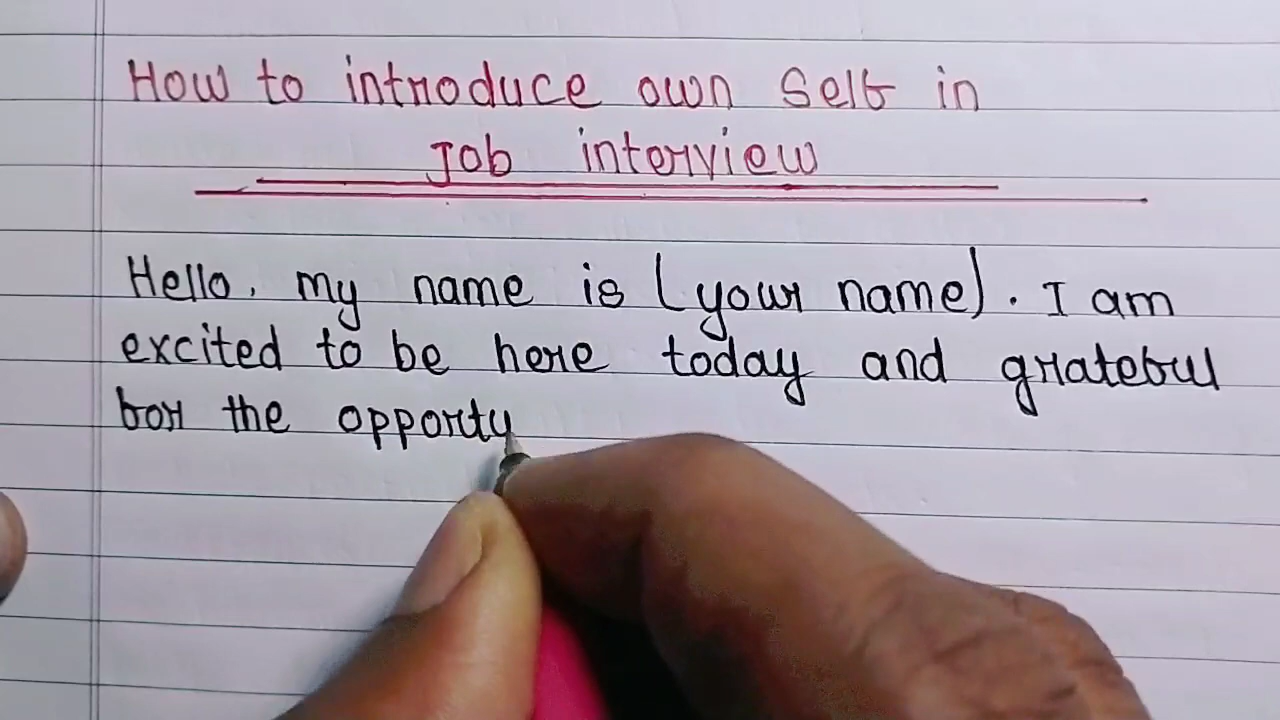 How to introduce own Self in
Job interview
Hello, my name is (your name). I am
excited to be here today and grateful
for the opportu